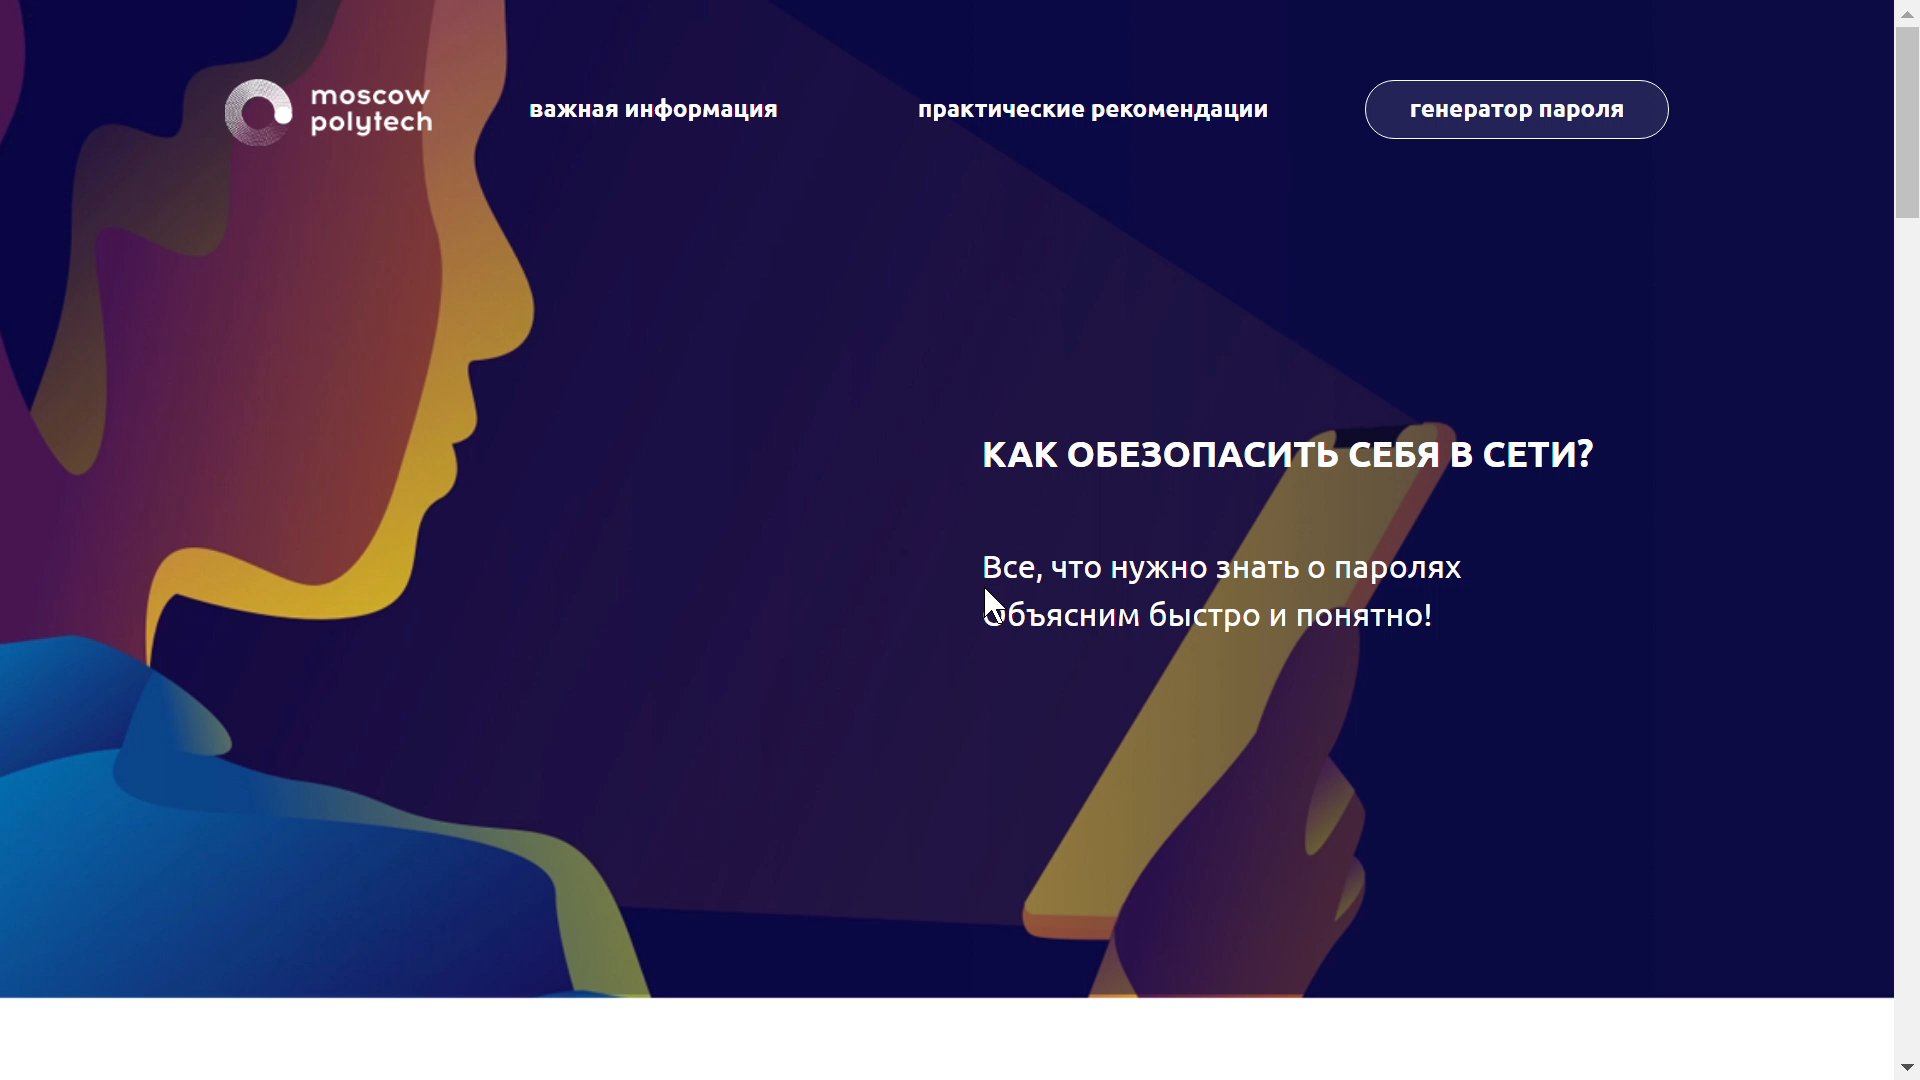 moscow
polytech
важная информация
практические рекомендации
генератор пароля
КАК ОБЕЗОПАСИТЬ СЕБЯ В СЕТИ?
Все, что нужно знать о паролях
Объясним быстро и понятно!